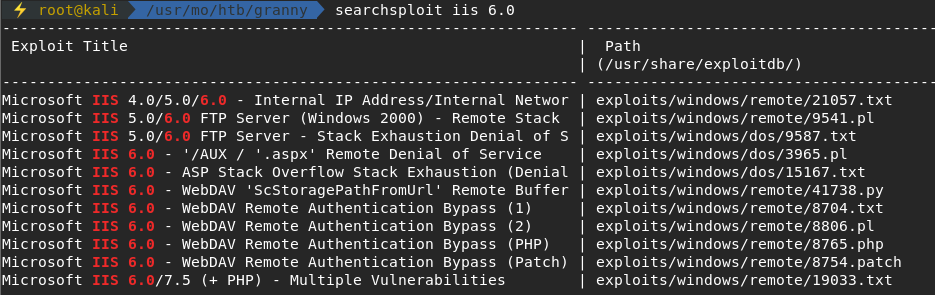 ⚡ root@kali /usr/mo/htb/granny searchsploit iis 6.0
---------------------------------------------------------------- ----------------------------------------
Exploit Title | Path
| (/usr/share/exploitdb/)
---------------------------------------------------------------- ----------------------------------------
Microsoft IIS 4.0/5.0/6.0 - Internal IP Address/Internal Networ | exploits/windows/remote/21057.txt
Microsoft IIS 5.0/6.0 FTP Server (Windows 2000) - Remote Stack | exploits/windows/remote/9541.pl
Microsoft IIS 5.0/6.0 FTP Server - Stack Exhaustion Denial of S | exploits/windows/dos/9587.txt
Microsoft IIS 6.0 - '/AUX / '.aspx' Remote Denial of Service | exploits/windows/dos/3965.pl
Microsoft IIS 6.0 - ASP Stack Overflow Stack Exhaustion (Denial | exploits/windows/dos/15167.txt
Microsoft IIS 6.0 - WebDAV 'ScStoragePathFromUrl' Remote Buffer | exploits/windows/remote/41738.py
Microsoft IIS 6.0 - WebDAV Remote Authentication Bypass (1) | exploits/windows/remote/8704.txt
Microsoft IIS 6.0 - WebDAV Remote Authentication Bypass (2) | exploits/windows/remote/8806.pl
Microsoft IIS 6.0 - WebDAV Remote Authentication Bypass (PHP) | exploits/windows/remote/8765.php
Microsoft IIS 6.0 - WebDAV Remote Authentication Bypass (Patch) | exploits/windows/remote/8754.patch
Microsoft IIS 6.0/7.5 (+ PHP) - Multiple Vulnerabilities | exploits/windows/remote/19033.txt